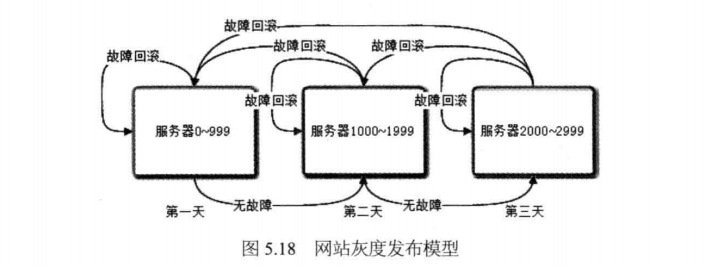 故障回滚
故障回滚 故障回滚 故障回滚
故障回滚 故障回滚
服务器0~999 服务器1000~1999 服务器2000~2999
第一天 无故障 第二天 无故障 第三天
图 5.18 网站灰度发布模型